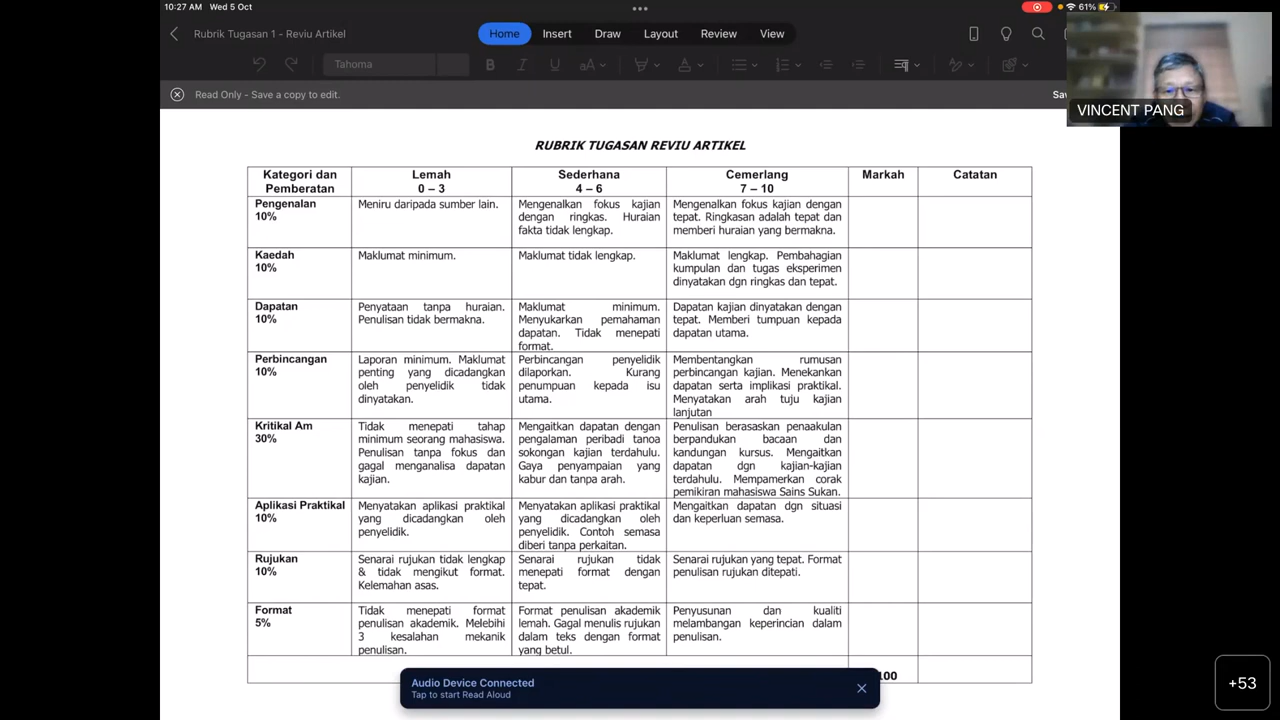 10:27 AM Wed 5 Oct
61%
Rubrik Tugasan 1 - Reviu Artikel
Home Insert Draw Layout Review View
Tahoma
Read Only - Save a copy to edit.
VINCENT PANG
RUBRIK TUGASAN REVIU ARTIKEL
Kategori dan
Pemberatan
Lemah
0 – 3
Sederhana
4 – 6
Cemerlang
7 – 10
Markah
Catatan
Pengenalan
10%
Meniru daripada sumber lain.
Mengenalkan fokus kajian
dengan ringkas. Huraian
fakta tidak lengkap.
Mengenalkan fokus kajian dengan
tepat. Ringkasan adalah tepat dan
memberi huraian yang bermakna.
Kaedah
10%
Maklumat minimum.
Maklumat tidak lengkap.
Maklumat lengkap. Pembahagian
kumpulan dan tugas eksperimen
dinyatakan dgn ringkas dan tepat.
Dapatan
10%
Penyataan tanpa huraian.
Penulisan tidak bermakna.
Maklumat minimum.
Menyukarkan pemahaman
dapatan. Tidak menepati
format.
Dapatan kajian dinyatakan dengan
tepat. Memberi tumpuan kepada
dapatan utama.
Perbincangan
10%
Laporan minimum. Maklumat
penting yang dicadangkan
oleh penyelidik tidak
dinyatakan.
Perbincangan penyelidik
dilaporkan. Kurang
penumpuan kepada isu
utama.
Membentangkan rumusan
perbincangan kajian. Menekankan
dapatan serta implikasi praktikal.
Menyatakan arah tuju kajian
lanjutan
Kritikal Am
30%
Tidak menepati tahap
minimum seorang mahasiswa.
Penulisan tanpa fokus dan
gagal menganalisa dapatan
kajian.
Mengaitkan dapatan dengan
pengalaman peribadi tanoa
sokongan kajian terdahulu.
Gaya penyampaian yang
kabur dan tanpa arah.
Penulisan berasaskan penaakulan
berpandukan bacaan dan
kandungan kursus. Mengaitkan
dapatan dgn kajian-kajian
terdahulu. Mempamerkan corak
pemikiran mahasiswa Sains Sukan.
Aplikasi Praktikal
10%
Menyatakan aplikasi praktikal
yang dicadangkan oleh
penyelidik.
Menyatakan aplikasi praktikal
yang dicadangkan oleh
penyelidik. Contoh semasa
diberi tanpa perkaitan.
Mengaitkan dapatan dgn situasi
dan keperluan semasa.
Rujukan
10%
Senarai rujukan tidak lengkap
& tidak mengikut format.
Kelemahan asas.
Senarai rujukan tidak
menepati format dengan
tepat.
Senarai rujukan yang tepat. Format
penulisan rujukan ditepati.
Format
5%
Tidak menepati format
penulisan akademik. Melebihi
3 kesalahan mekanik
penulisan.
Format penulisan akademik
lemah. Gagal menulis rujukan
dalam teks dengan format
yang betul.
Penyusunan dan kualiti
melambangkan keperincian dalam
penulisan.
100
Audio Device Connected
Tap to start Read Aloud
+53